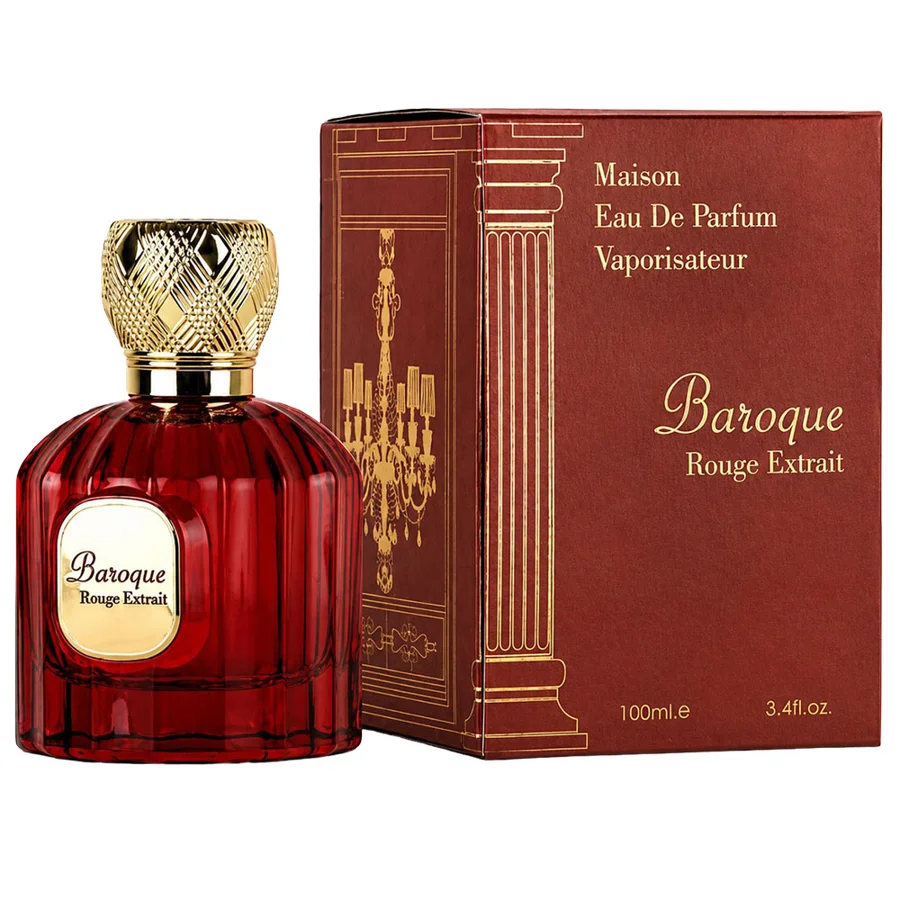 Baroque
Rouge Extrait
Maison
Eau De Parfum
Vaporisateur
Baroque
Rouge Extrait
100ml.e
3.4fl.oz.